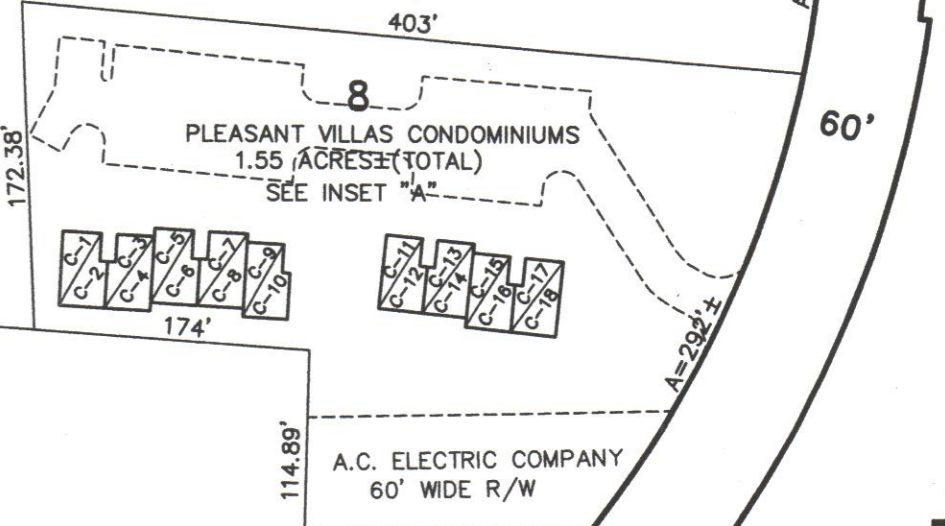 403'
8
60'
PLEASANT VILLAS CONDOMINIUMS
1.55 ACRES±(TOTAL)
SEE INSET "A"
172.38'
C-1
C-2
C-3
C-4
C-5
C-6
C-7
C-8
C-9
C-10
C-11
C-12
C-13
C-14
C-15
C-16
C-17
C-18
174'
A=292'±
114.89'
A.C. ELECTRIC COMPANY
60' WIDE R/W